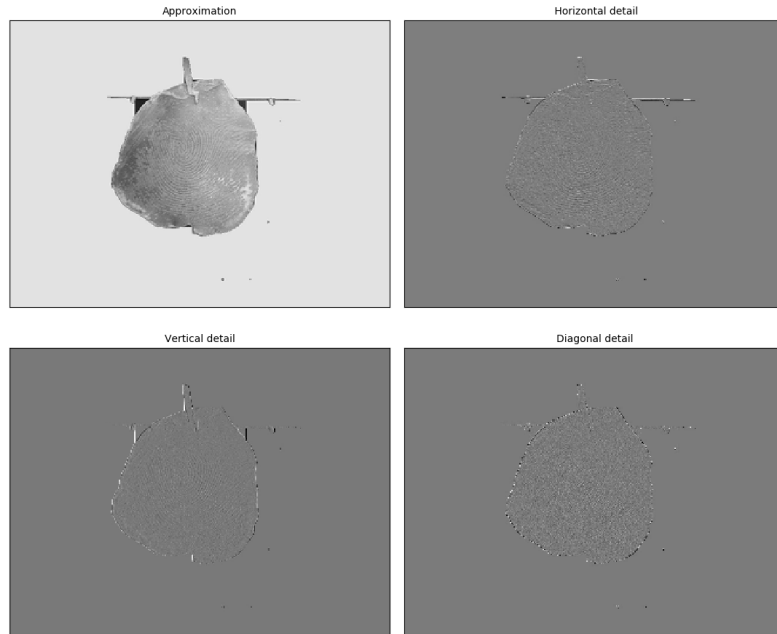 Approximation
Horizontal detail
Vertical detail
Diagonal detail